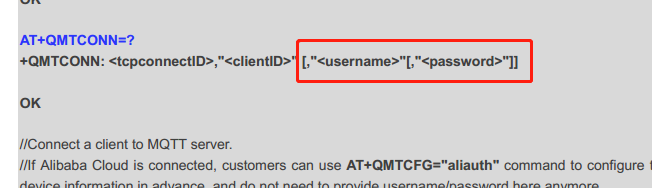 OK
AT+QMTCONN=?
+QMTCONN: <tcpconnectID>,"<clientID>" [,"<username>"[,"<password>"]]
OK
//Connect a client to MQTT server.
//If Alibaba Cloud is connected, customers can use AT+QMTCFG="aliauth" command to configure t
device information in advance, and do not need to provide username/password here anymore.